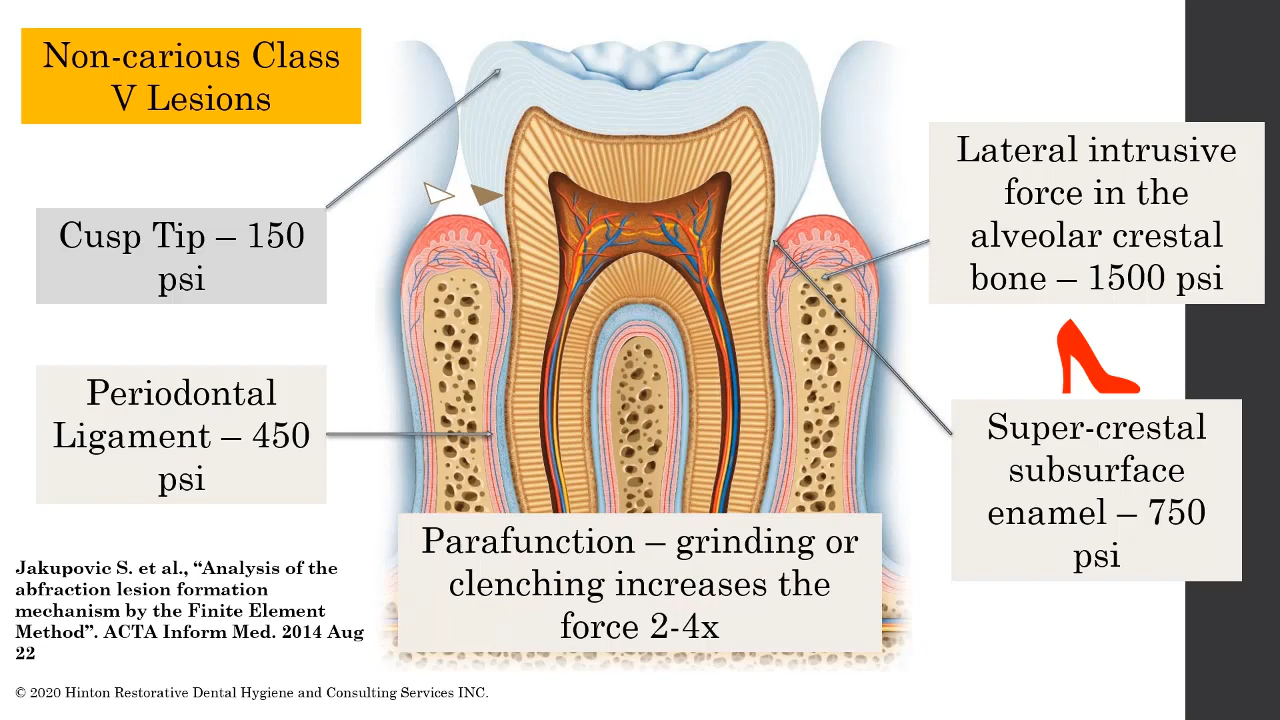 Non-carious Class
V Lesions
Cusp Tip – 150
psi
Periodontal
Ligament – 450
psi
Lateral intrusive
force in the
alveolar crestal
bone – 1500 psi
Super-crestal
subsurface
enamel – 750
psi
Parafunction – grinding or
clenching increases the
force 2-4x
Jakupovic S. et al., “Analysis of the
abfraction lesion formation
mechanism by the Finite Element
Method”. ACTA Inform Med. 2014 Aug
22
© 2020 Hinton Restorative Dental Hygiene and Consulting Services INC.